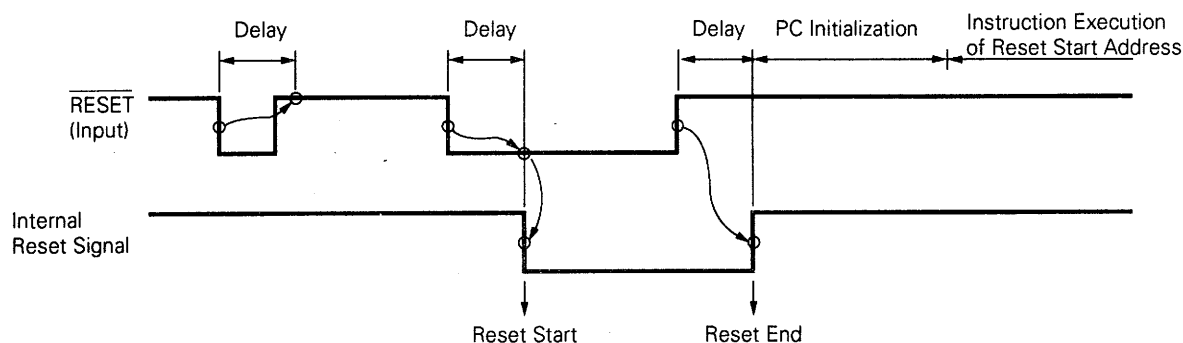 Delay
Delay
Delay
PC Initialization
Instruction Execution
of Reset Start Address
RESET
(Input)
Internal
Reset Signal
Reset Start
Reset End